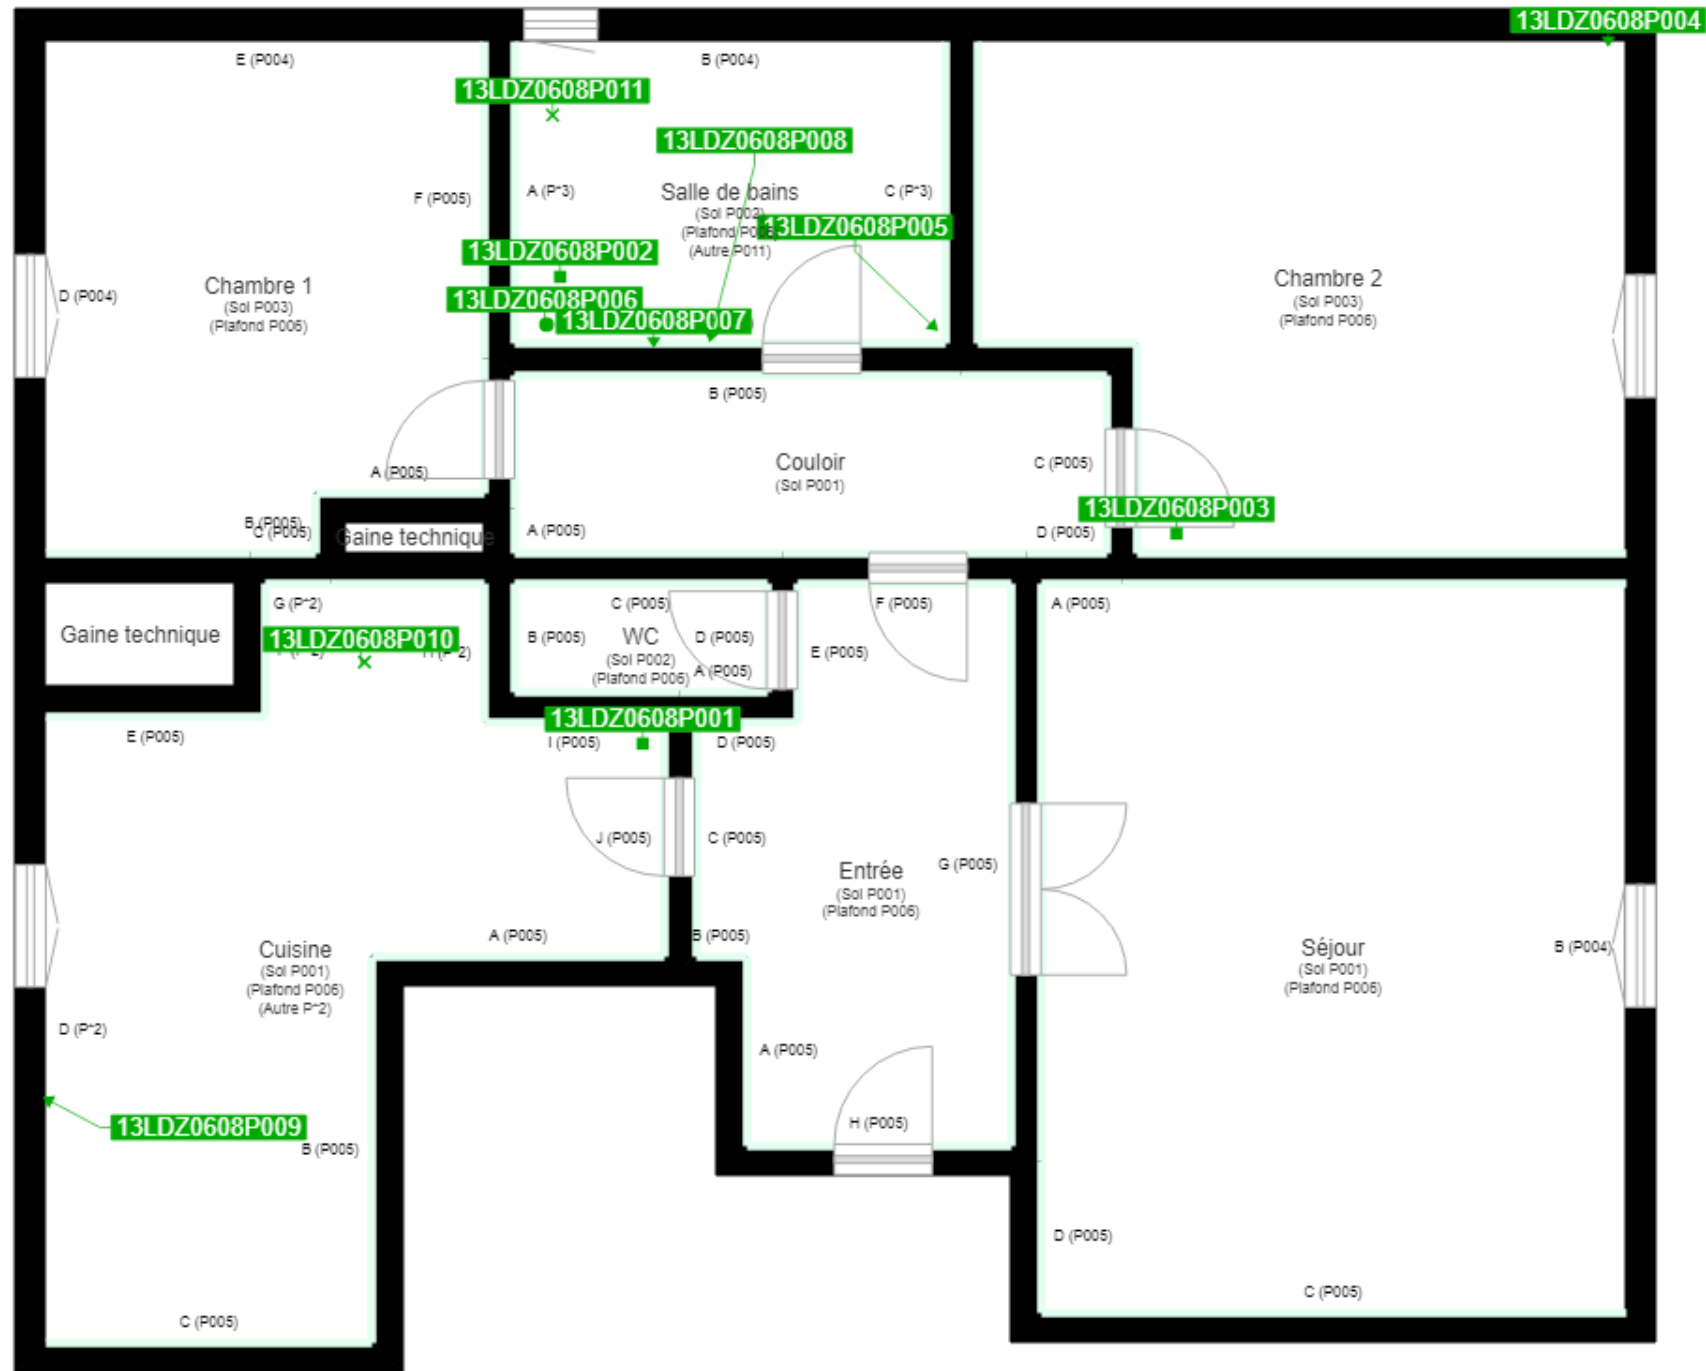 13LDZ0608P004
E (P004)
B (P004)
13LDZ0608P011
13LDZ0608P008
F (P005)
A (P*3)
Salle de bains
(Sol P002)
(Autre P011)
C (P*3)
13LDZ0608P005
13LDZ0608P002
13LDZ0608P006
13LDZ0608P007
Chambre 1
(Sol P003)
(Plafond P006)
D (P004)
Chambre 2
(Sol P003)
(Plafond P006)
B (P005)
Couloir
(Sol P001)
C (P005)
A (P005)
13LDZ0608P003
B (P005)
C (P005)
Gaine technique
A (P005)
D (P005)
Gaine technique
G (P*2)
13LDZ0608P010
C (P005)
B (P005)
WC
(Sol P002)
(Plafond P006)
D (P005)
A (P005)
F (P005)
E (P005)
A (P005)
13LDZ0608P001
E (P005)
I (P005)
D (P005)
J (P005)
C (P005)
Entrée
(Sol P001)
(Plafond P006)
G (P005)
A (P005)
B (P005)
Cuisine
(Sol P001)
(Plafond P006)
(Autre P*2)
Séjour
(Sol P001)
(Plafond P006)
B (P004)
D (P*2)
A (P005)
13LDZ0608P009
B (P005)
H (P005)
D (P005)
C (P005)
C (P005)